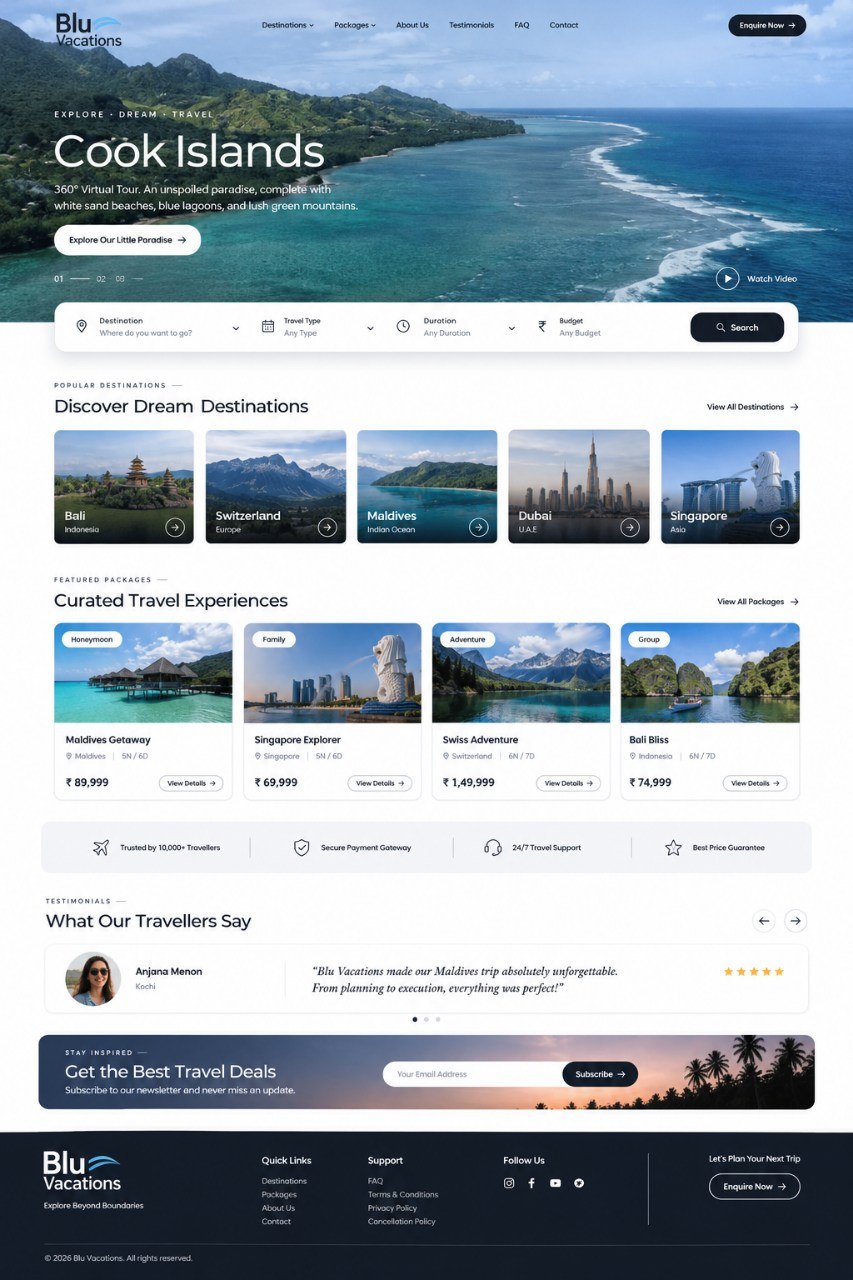 Blu
Vacations
Destinations
Packages
About Us
Testimonials
FAQ
Contact
Enquire Now →
EXPLORE • DREAM • TRAVEL
Cook Islands
360° Virtual Tour. An unspoiled paradise, complete with
white sand beaches, blue lagoons, and lush green mountains.
Explore Our Little Paradise →
01
02
Watch Video
Destination
Where do you want to go?
Travel Type
Any Type
Duration
Any Duration
₹
Budget
Any Budget
Search
POPULAR DESTINATIONS
Discover Dream Destinations
View All Destinations →
Bali
Indonesia
Switzerland
Europe
Maldives
Indian Ocean
Dubai
U.A.E
Singapore
Asia
FEATURED PACKAGES
Curated Travel Experiences
View All Packages →
Honeymoon
Maldives Getaway
Maldives | 5N / 6D
₹ 89,999
View Details →
Family
Singapore Explorer
Singapore | 5N / 6D
₹ 69,999
View Details →
Adventure
Swiss Adventure
Switzerland | 6N / 7D
₹ 1,49,999
View Details →
Group
Bali Bliss
Indonesia | 6N / 7D
₹ 74,999
View Details →
Trusted by 10,000+ Travellers
Secure Payment Gateway
24/7 Travel Support
Best Price Guarantee
TESTIMONIALS
What Our Travellers Say
Anjana Menon
Kochi
“Blu Vacations made our Maldives trip absolutely unforgettable.
From planning to execution, everything was perfect!”
STAY INSPIRED
Get the Best Travel Deals
Subscribe to our newsletter and never miss an update.
Your Email Address
Subscribe →
Blu
Vacations
Explore Beyond Boundaries
Quick Links
Destinations
Packages
About Us
Contact
Support
FAQ
Terms & Conditions
Privacy Policy
Cancellation Policy
Follow Us
Let's Plan Your Next Trip
Enquire Now →
© 2026 Blu Vacations. All rights reserved.